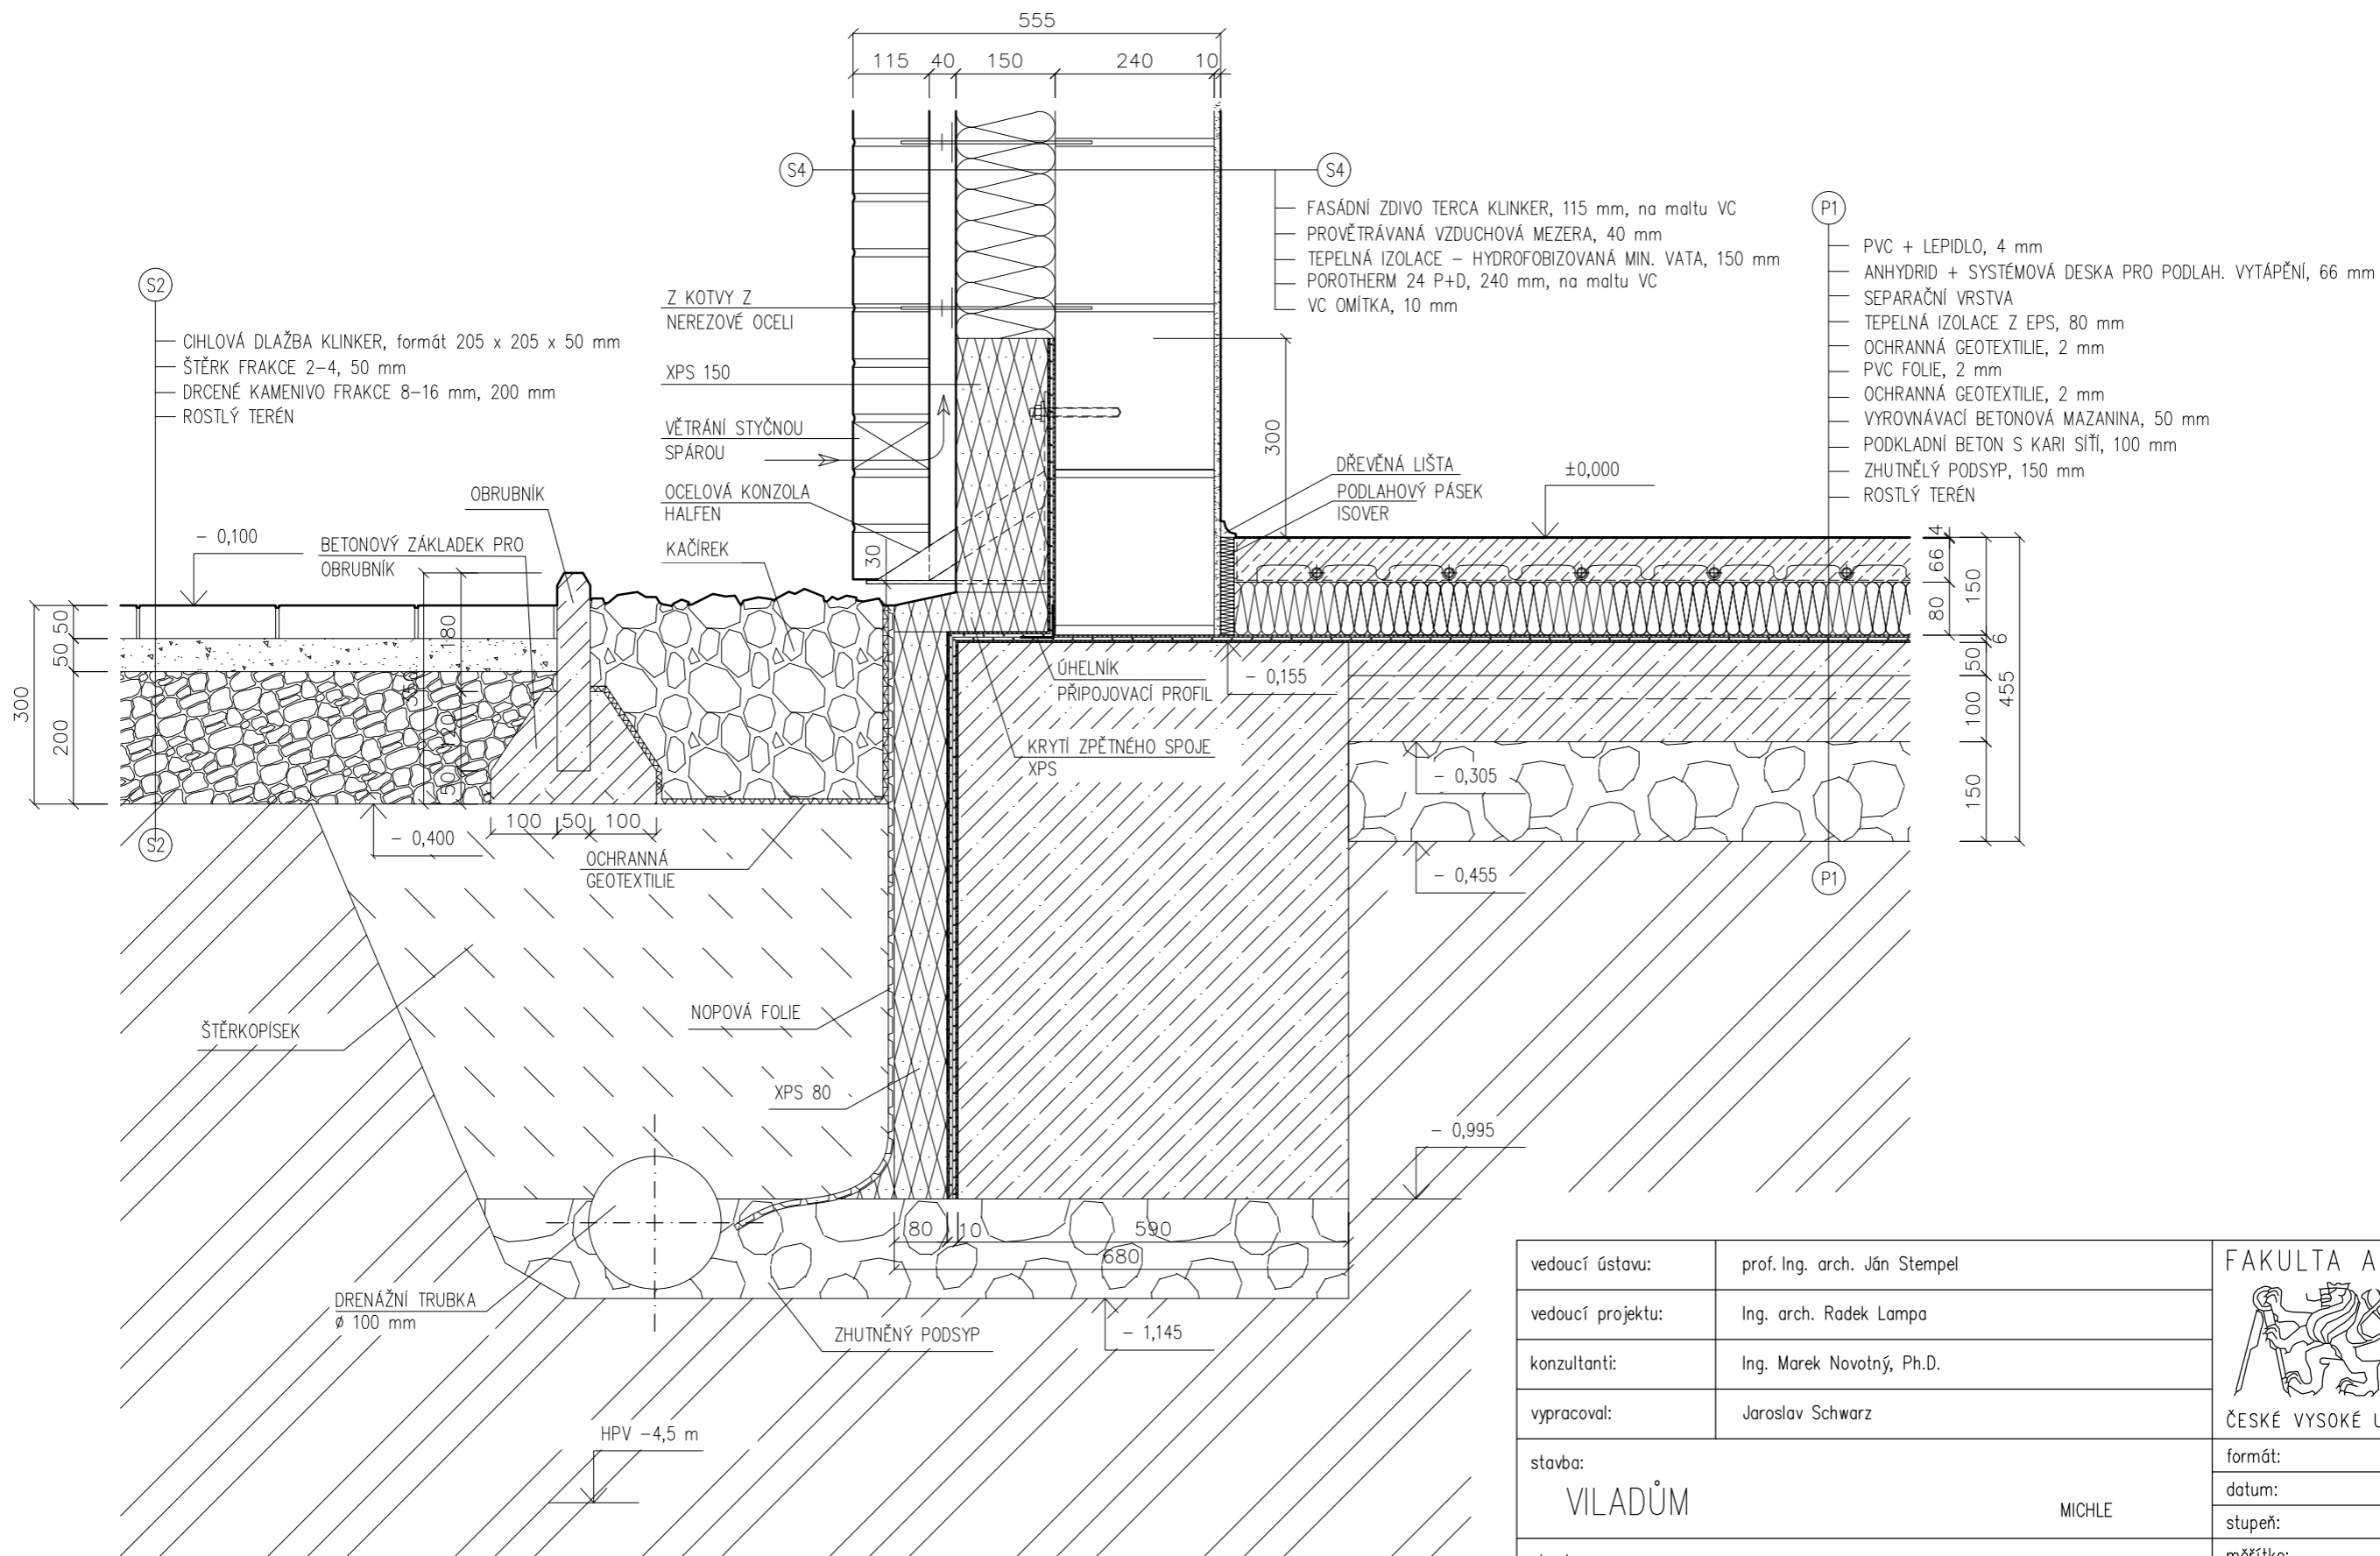 555
115
40
150
240
10
S4
S4
FASÁDNÍ ZDIVO TERCA KLINKER, 115 mm, na maltu VC
PROVĚTRÁVANÁ VZDUCHOVÁ MEZERA, 40 mm
TEPELNÁ IZOLACE – HYDROFOBIZOVANÁ MIN. VATA, 150 mm
POROTHERM 24 P+D, 240 mm, na maltu VC
VC OMÍTKA, 10 mm
P1
PVC + LEPIDLO, 4 mm
ANHYDRID + SYSTÉMOVÁ DESKA PRO PODLAH. VYTÁPĚNÍ, 66 mm
SEPARAČNÍ VRSTVA
TEPELNÁ IZOLACE Z EPS, 80 mm
OCHRANNÁ GEOTEXTILIE, 2 mm
PVC FOLIE, 2 mm
OCHRANNÁ GEOTEXTILIE, 2 mm
VYROVNÁVACÍ BETONOVÁ MAZANINA, 50 mm
PODKLADNÍ BETON S KARI SÍTÍ, 100 mm
ZHUTNĚLÝ PODSYP, 150 mm
ROSTLÝ TERÉN
S2
CIHLOVÁ DLAŽBA KLINKER, formát 205 x 205 x 50 mm
ŠTĚRK FRAKCE 2–4, 50 mm
DRCENÉ KAMENIVO FRAKCE 8–16 mm, 200 mm
ROSTLÝ TERÉN
Z KOTVY Z
NEREZOVÉ OCELI
XPS 150
VĚTRÁNÍ STYČNOU
SPÁROU
OCELOVÁ KONZOLA
HALFEN
KAČÍREK
OBRUBNÍK
BETONOVÝ ZÁKLADEK PRO
OBRUBNÍK
– 0,100
300
DŘEVĚNÁ LIŠTA
PODLAHOVÝ PÁSEK
ISOVER
±0,000
30
4
66
80
150
6
50
100
150
455
300
50
50
200
180
350
120
50
100
50
100
– 0,400
S2
OCHRANNÁ
GEOTEXTILIE
ÚHELNÍK
PŘIPOJOVACÍ PROFIL
– 0,155
KRYTÍ ZPĚTNÉHO SPOJE
XPS
– 0,305
– 0,455
P1
ŠTĚRKOPÍSEK
NOPOVÁ FOLIE
XPS 80
– 0,995
80
10
590
680
DRENÁŽNÍ TRUBKA
ø 100 mm
ZHUTNĚNÝ PODSYP
– 1,145
HPV –4,5 m
vedoucí ústavu:
prof. Ing. arch. Ján Stempel
vedoucí projektu:
Ing. arch. Radek Lampa
konzultanti:
Ing. Marek Novotný, Ph.D.
vypracoval:
Jaroslav Schwarz
stavba:
VILADŮM
MICHLE
FAKULTA A
ČESKÉ VYSOKÉ U
formát:
datum:
stupeň: